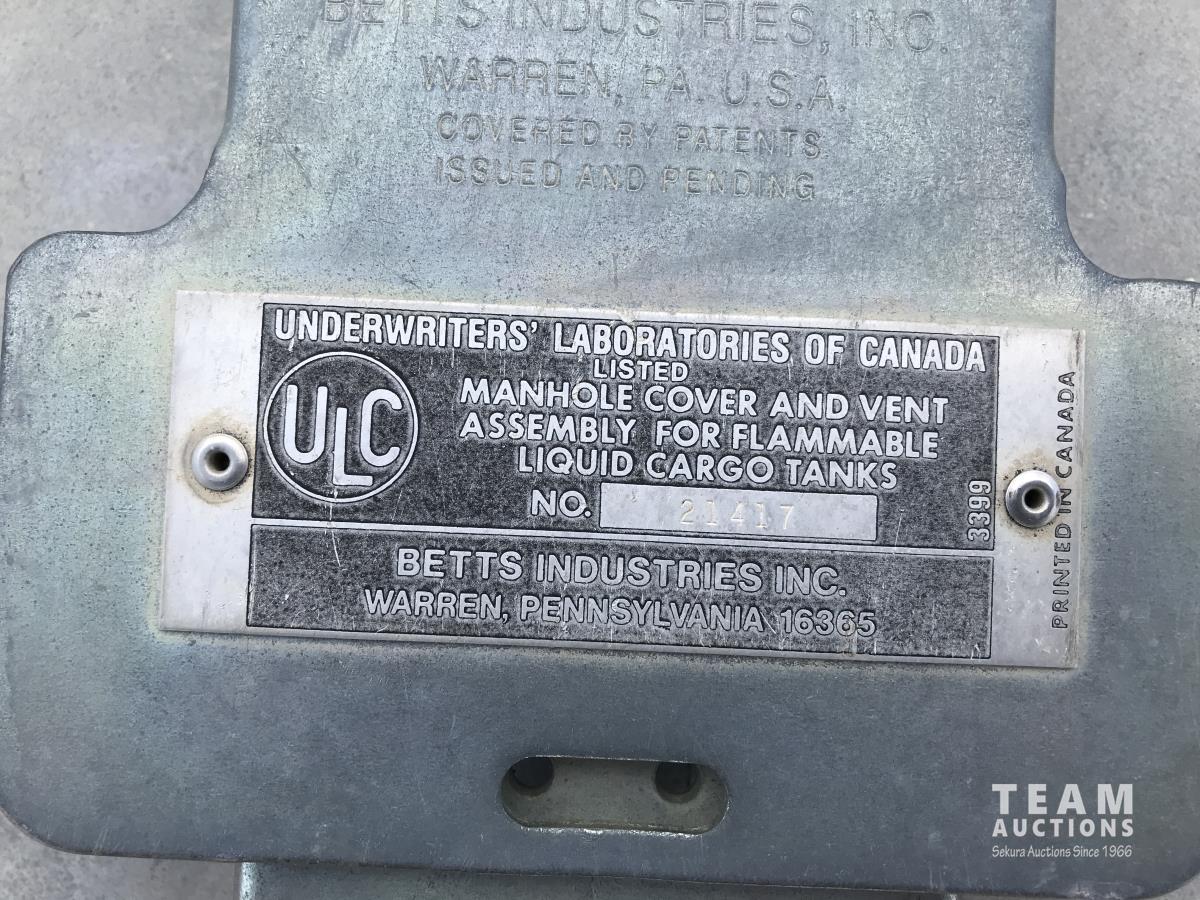 BETTS INDUSTRIES, INC.
WARREN, PA. U.S.A.
COVERED BY PATENTS
ISSUED AND PENDING
UNDERWRITERS' LABORATORIES OF CANADA
LISTED
ULC
MANHOLE COVER AND VENT
ASSEMBLY FOR FLAMMABLE
LIQUID CARGO TANKS
NO. 21417
3399
PRINTED IN CANADA
BETTS INDUSTRIES INC.
WARREN, PENNSYLVANIA 16365
TEAM
AUCTIONS
Sekura Auctions Since 1966